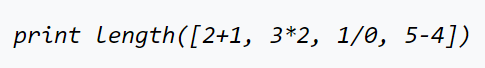 print length([2+1, 3*2, 1/0, 5-4])